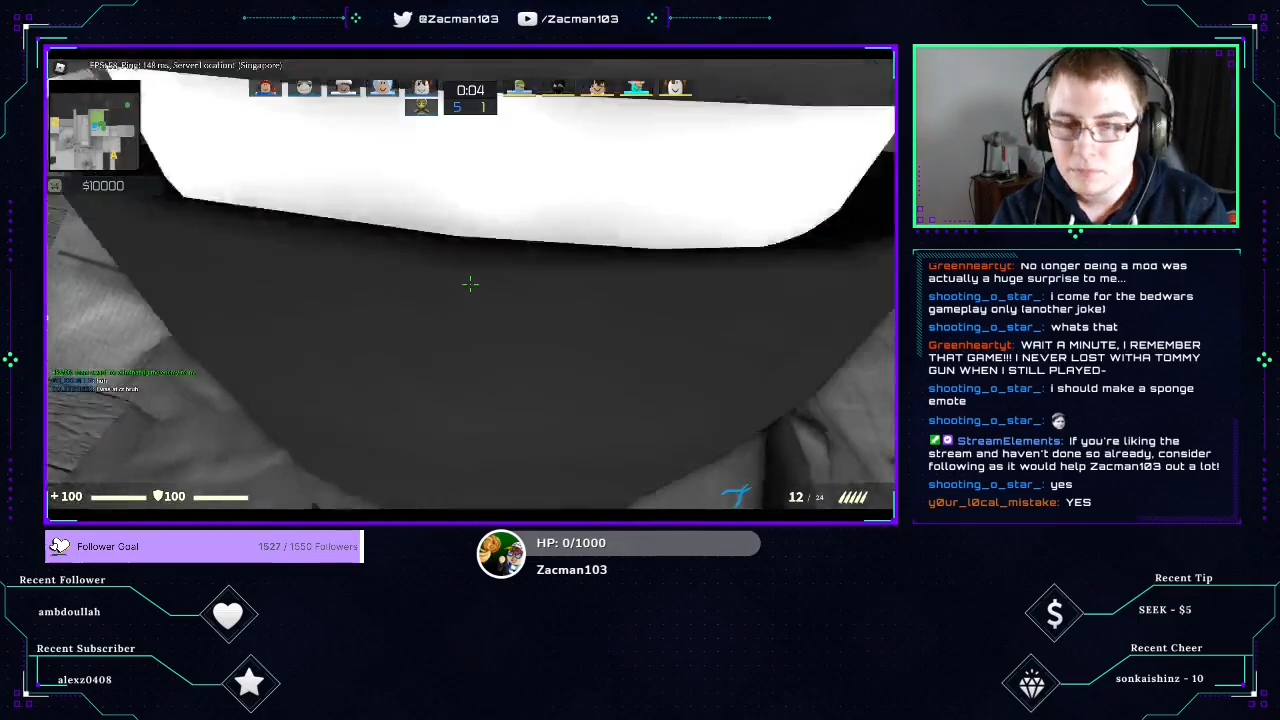 @Zacman103
/Zacman103
Ping: 148 ms, ServerLocation: (Singapore)
0:04
5 1
A
$10000
+100
100
12 / 24
Greenheartyt: No longer being a mod was
actually a huge surprise to me...
shooting_o_star_: i come for the bedwars
gameplay only (another joke)
shooting_o_star_: whats that
Greenheartyt: WAIT A MINUTE, I REMEMBER
THAT GAME!!! I NEVER LOST WITHA TOMMY
GUN WHEN I STILL PLAYED-
shooting_o_star_: i should make a sponge
emote
shooting_o_star_:
StreamElements: If you're liking the
stream and haven't done so already, consider
following as it would help Zacman103 out a lot!
shooting_o_star_: yes
y0ur_l0cal_mistake: YES
Follower Goal
1527 / 1550 Followers
HP: 0/1000
Zacman103
Recent Follower
ambdoullah
Recent Subscriber
alexz0408
Recent Tip
SEEK - $5
Recent Cheer
sonkaishinz - 10